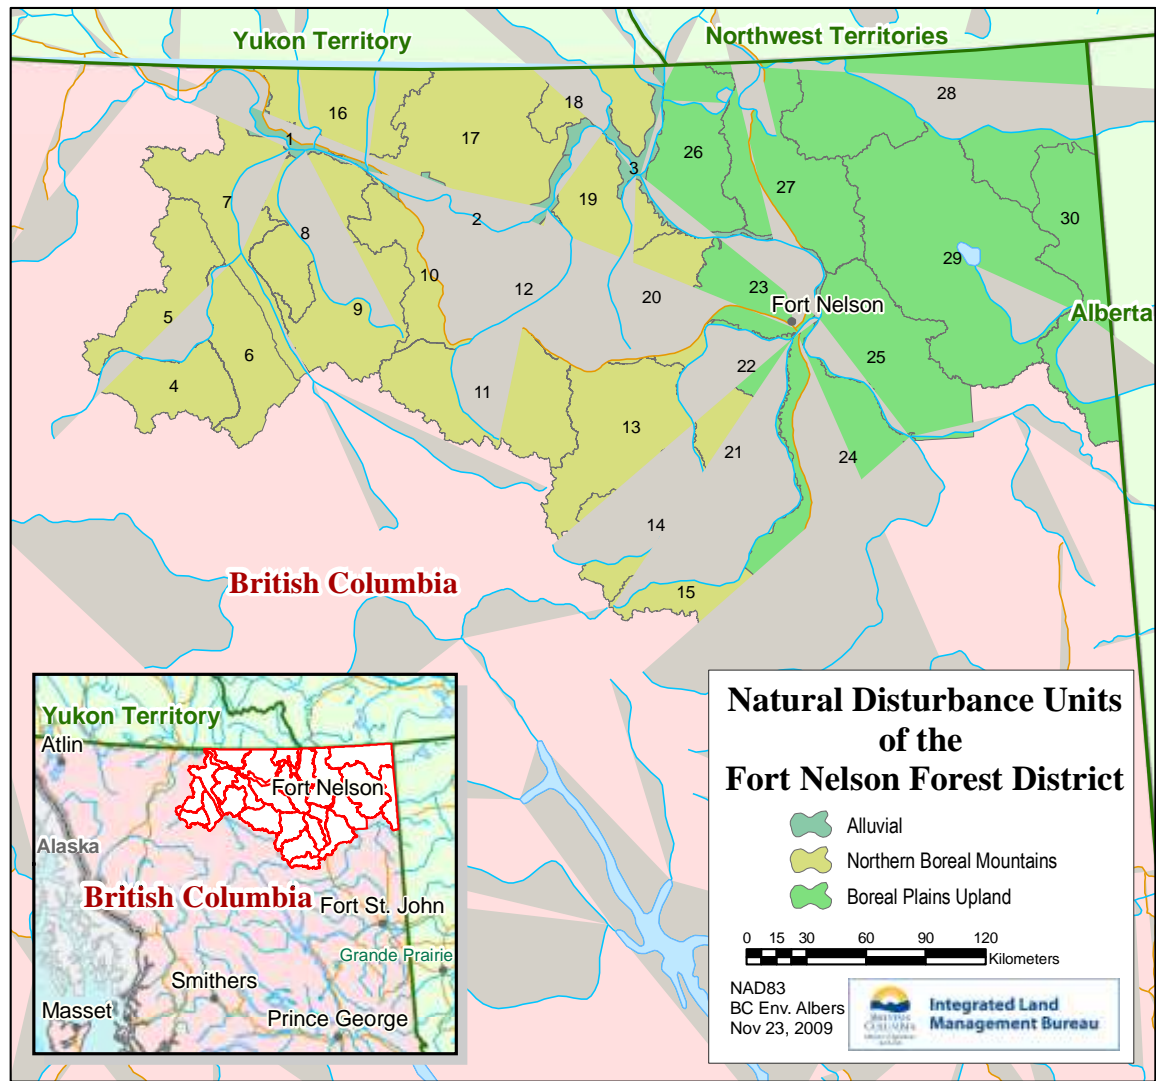 Yukon Territory
Northwest Territories
28
18
16
17
1
26
3
27
7
19
30
2
8
29
10
23
12
20
9
Fort Nelson
Alberta
5
6
25
22
4
11
13
21
24
14
British Columbia
15
Yukon Territory
Atlin
Fort Nelson
Alaska
British Columbia
Fort St. John
Grande Prairie
Smithers
Masset
Prince George
Natural Disturbance Units
of the
Fort Nelson Forest District
Alluvial
Northern Boreal Mountains
Boreal Plains Upland
0 15 30 60 90 120
Kilometers
NAD83
BC Env. Albers
Nov 23, 2009
BRITISH
COLUMBIA
Integrated Land
Management Bureau